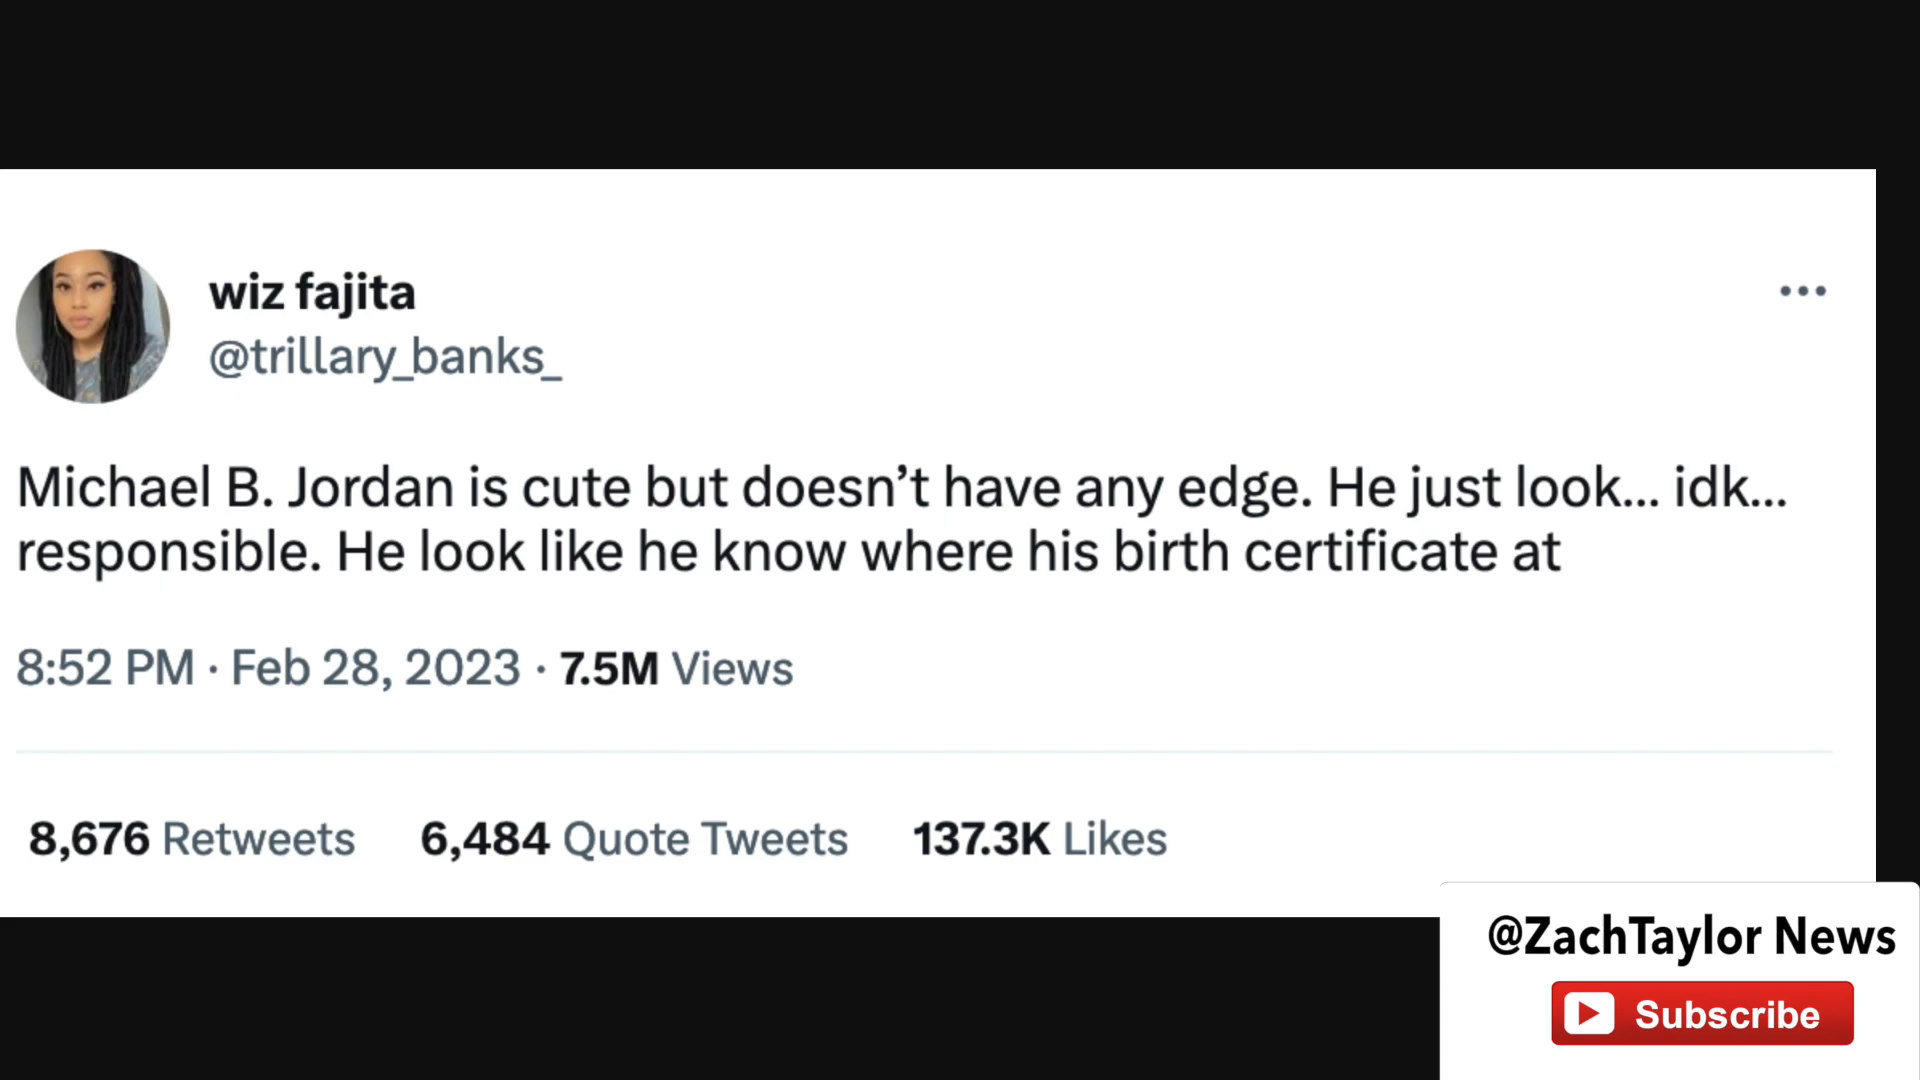 wiz fajita
@trillary_banks_
Michael B. Jordan is cute but doesn’t have any edge. He just look... idk...
responsible. He look like he know where his birth certificate at
8:52 PM · Feb 28, 2023 · 7.5M Views
8,676 Retweets 6,484 Quote Tweets 137.3K Likes
@ZachTaylor News
Subscribe